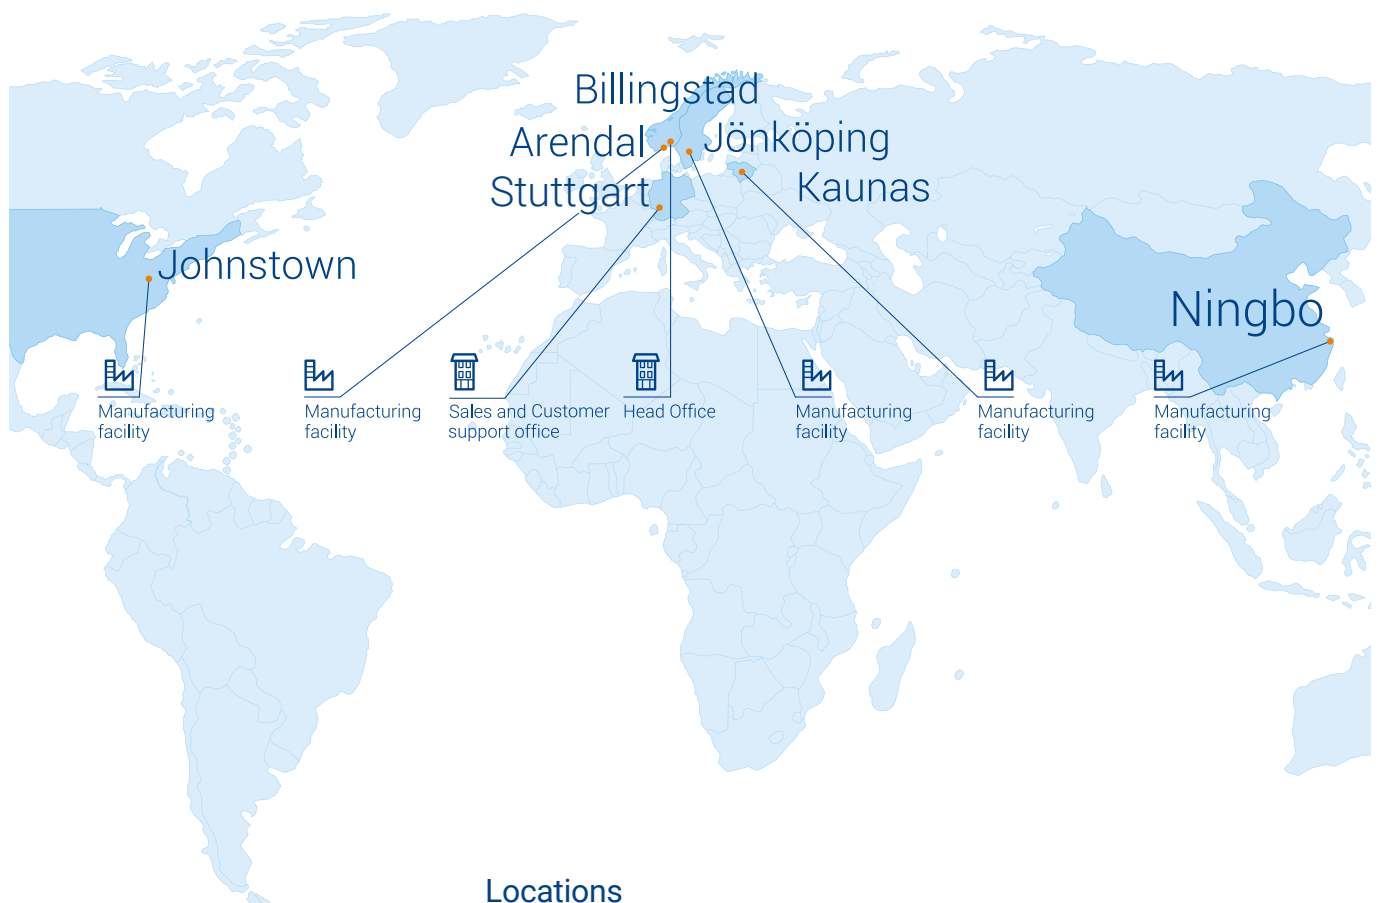 Billingstad
Arendal
Jönköping
Stuttgart
Kaunas
Johnstown
Ningbo
Manufacturing
facility
Manufacturing
facility
Sales and Customer
support office
Head Office
Manufacturing
facility
Manufacturing
facility
Manufacturing
facility
Locations